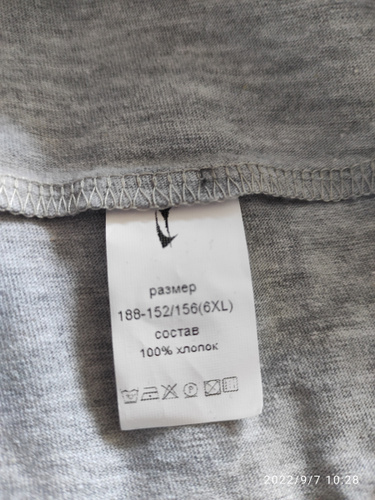 размер
188-152/156(6XL)
состав
100% хлопок
2022/9/7 10:28